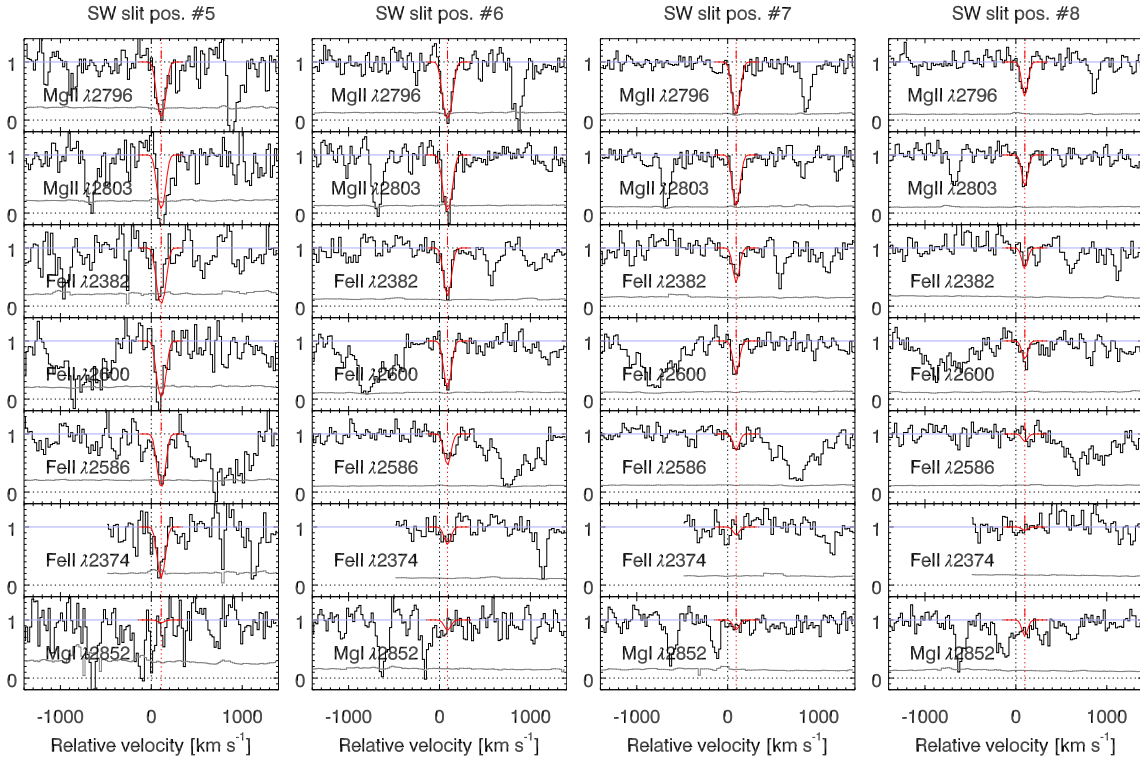 SW slit pos. #5 SW slit pos. #6 SW slit pos. #7 SW slit pos. #8
1 MgII λ2796 0 MgII λ2796 MgII λ2796 MgII λ2796
1 MgII λ2803 0 MgII λ2803 MgII λ2803 MgII λ2803
1 FeII λ2382 0 FeII λ2382 FeII λ2382 FeII λ2382
1 FeII λ2600 0 FeII λ2600 FeII λ2600 FeII λ2600
1 FeII λ2586 0 FeII λ2586 FeII λ2586 FeII λ2586
1 FeII λ2374 0 FeII λ2374 FeII λ2374 FeII λ2374
1 MgI λ2852 0 MgI λ2852 MgI λ2852 MgI λ2852
-1000 0 1000 -1000 0 1000 -1000 0 1000 -1000 0 1000
Relative velocity [km s⁻¹] Relative velocity [km s⁻¹] Relative velocity [km s⁻¹] Relative velocity [km s⁻¹]